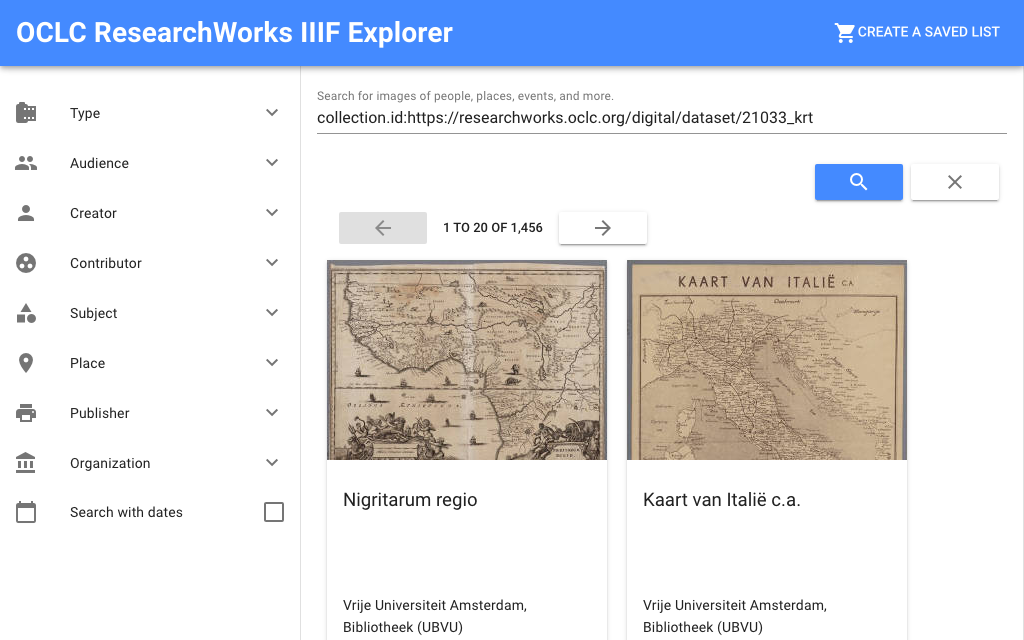 OCLC ResearchWorks IIIF Explorer
CREATE A SAVED LIST
Type
Audience
Creator
Contributor
Subject
Place
Publisher
Organization
Search with dates
Search for images of people, places, events, and more.
collection.id:https://researchworks.oclc.org/digital/dataset/21033_krt
1 TO 20 OF 1,456
KAART VAN ITALIË C.A.
Nigritarum regio
Vrije Universiteit Amsterdam,
Bibliotheek (UBVU)
Kaart van Italië c.a.
Vrije Universiteit Amsterdam,
Bibliotheek (UBVU)